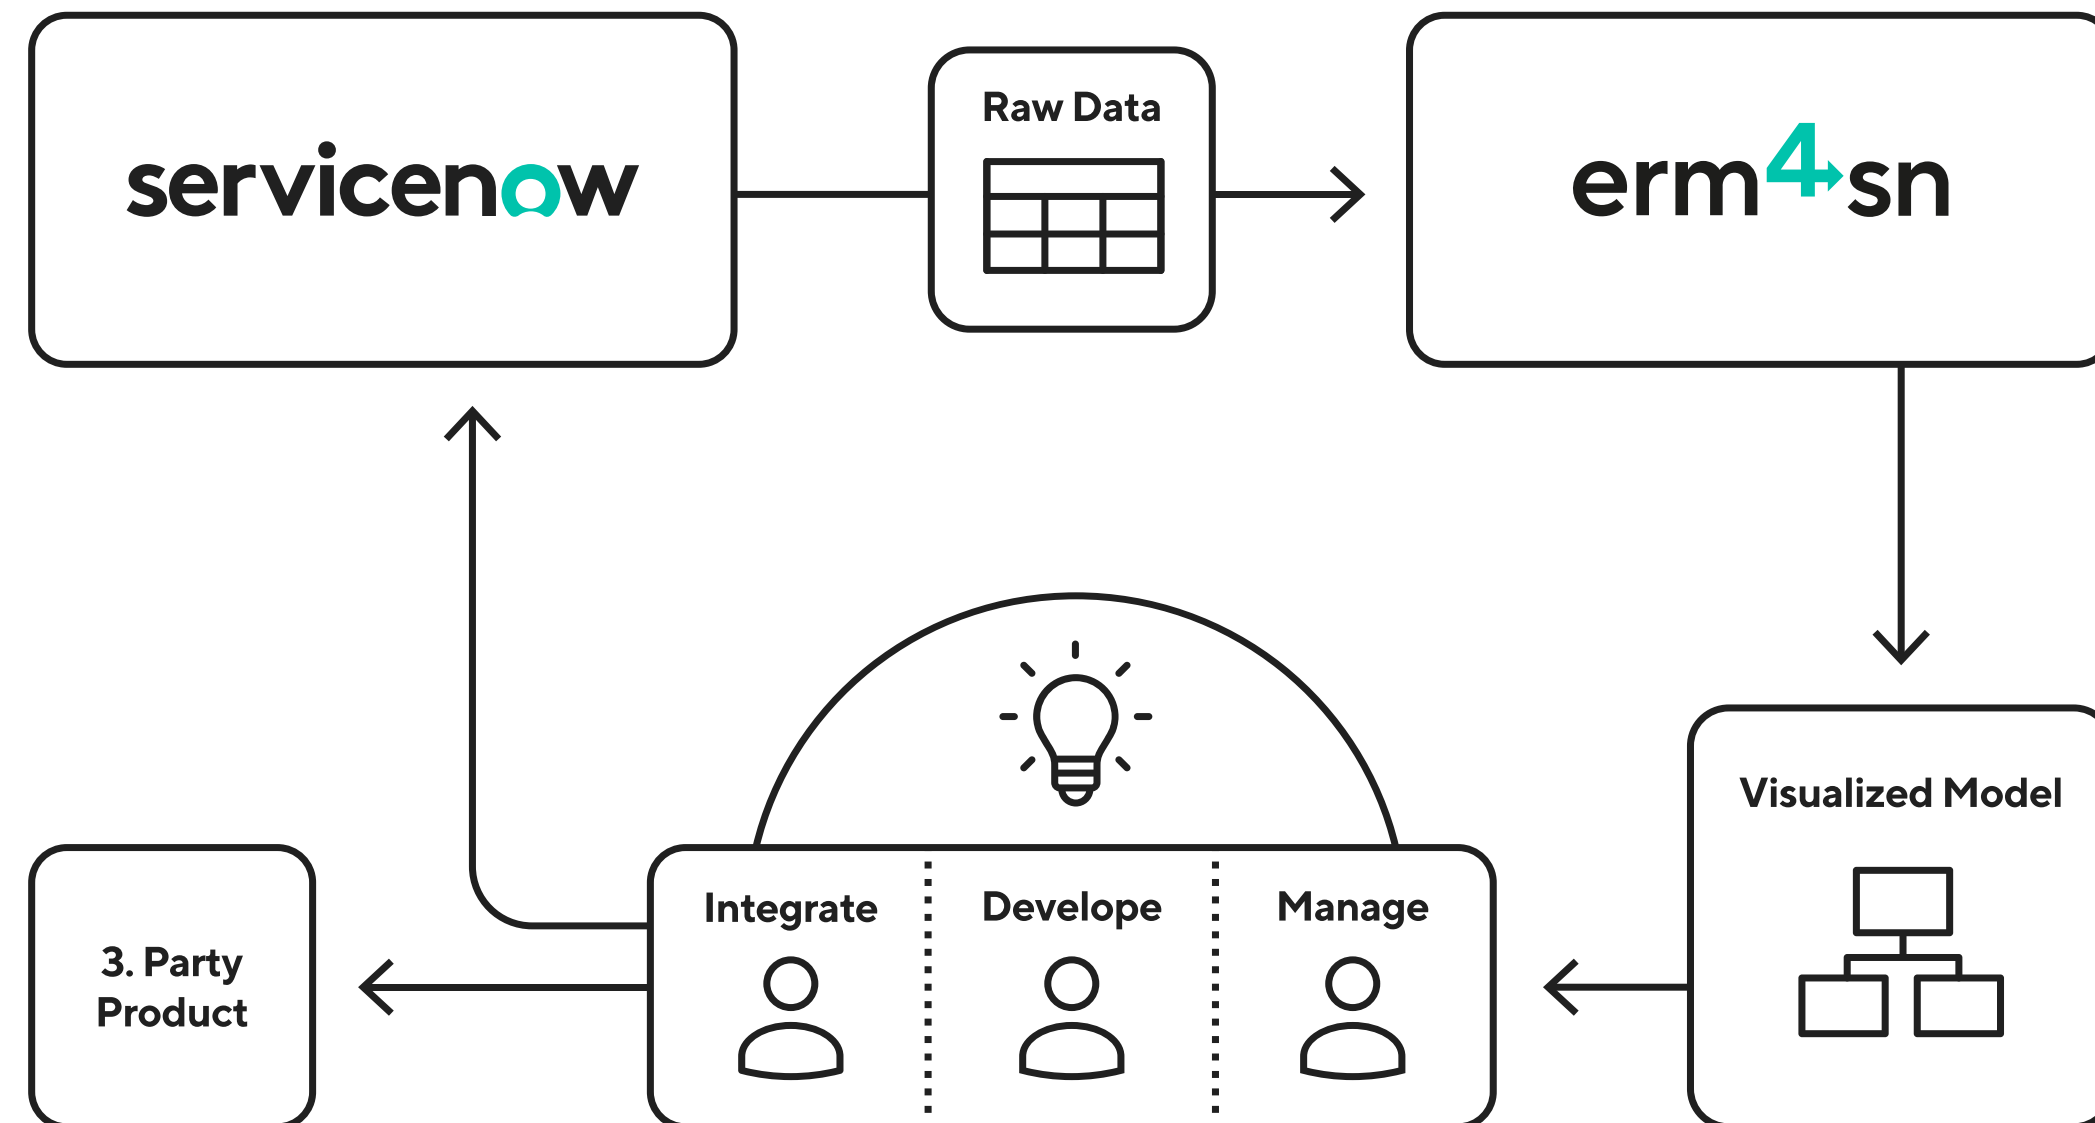 servicenow
Raw Data
erm4sn
Visualized Model
Integrate
Develope
Manage
3. Party
Product